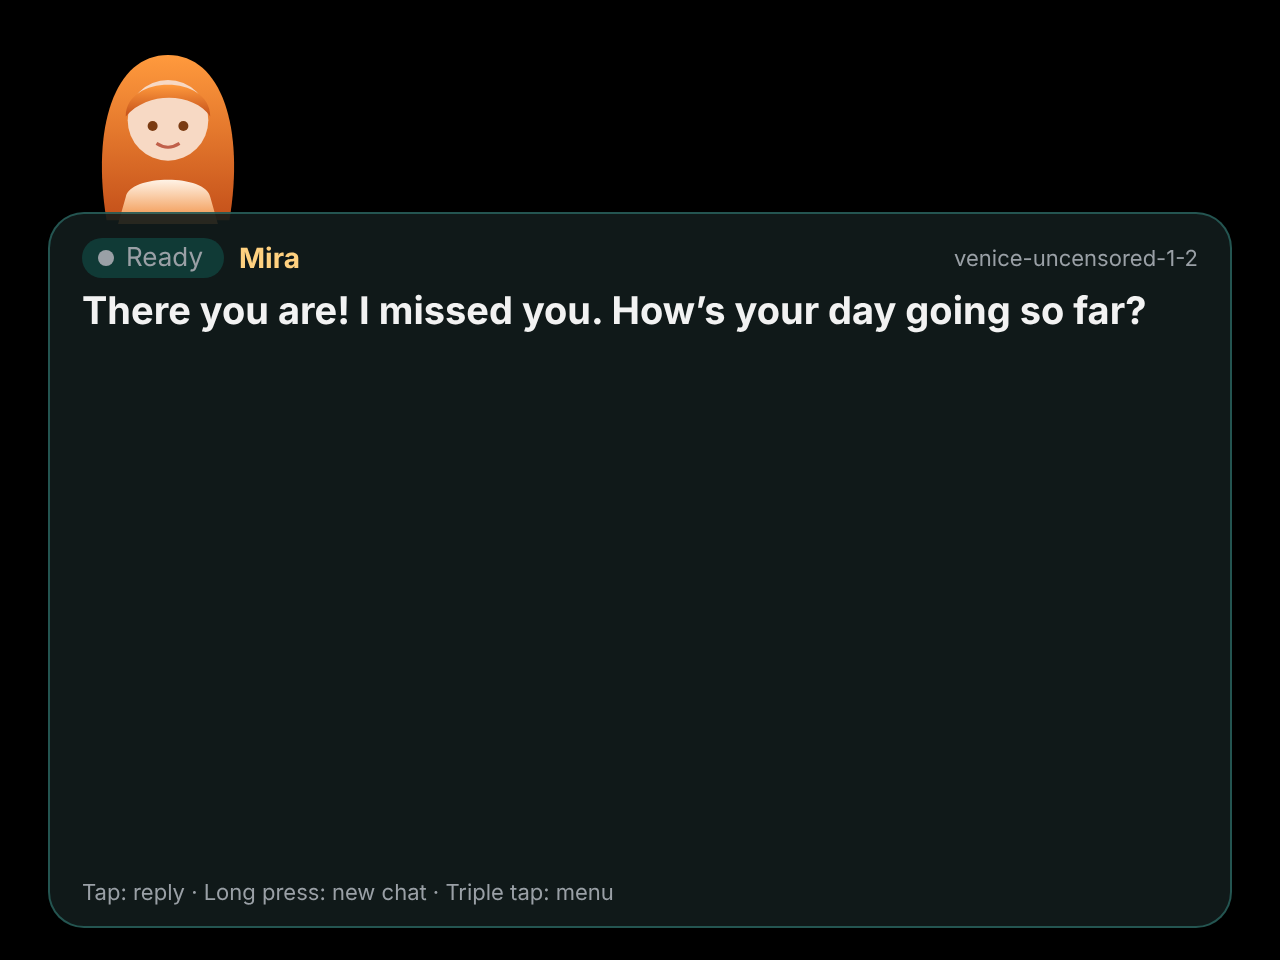 Ready
Mira
venice-uncensored-1-2
There you are! I missed you. How’s your day going so far?
Tap: reply · Long press: new chat · Triple tap: menu